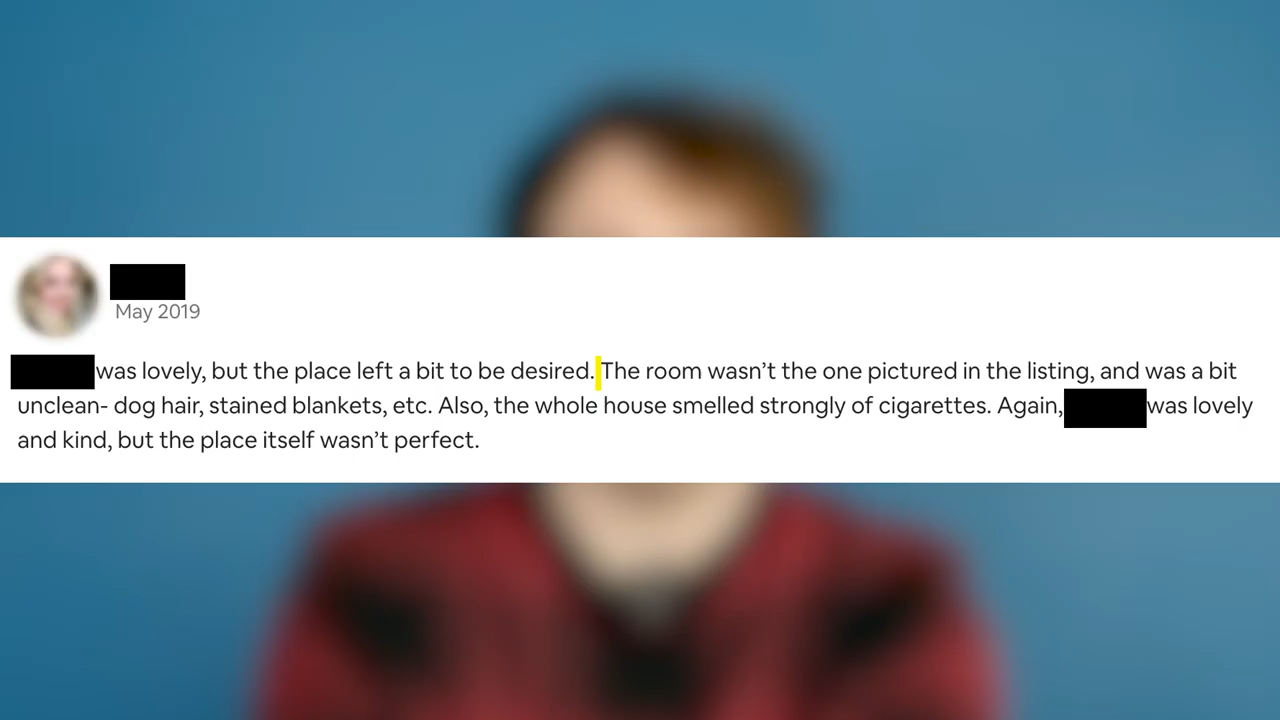 May 2019
was lovely, but the place left a bit to be desired. The room wasn’t the one pictured in the listing, and was a bit
unclean- dog hair, stained blankets, etc. Also, the whole house smelled strongly of cigarettes. Again, was lovely
and kind, but the place itself wasn’t perfect.